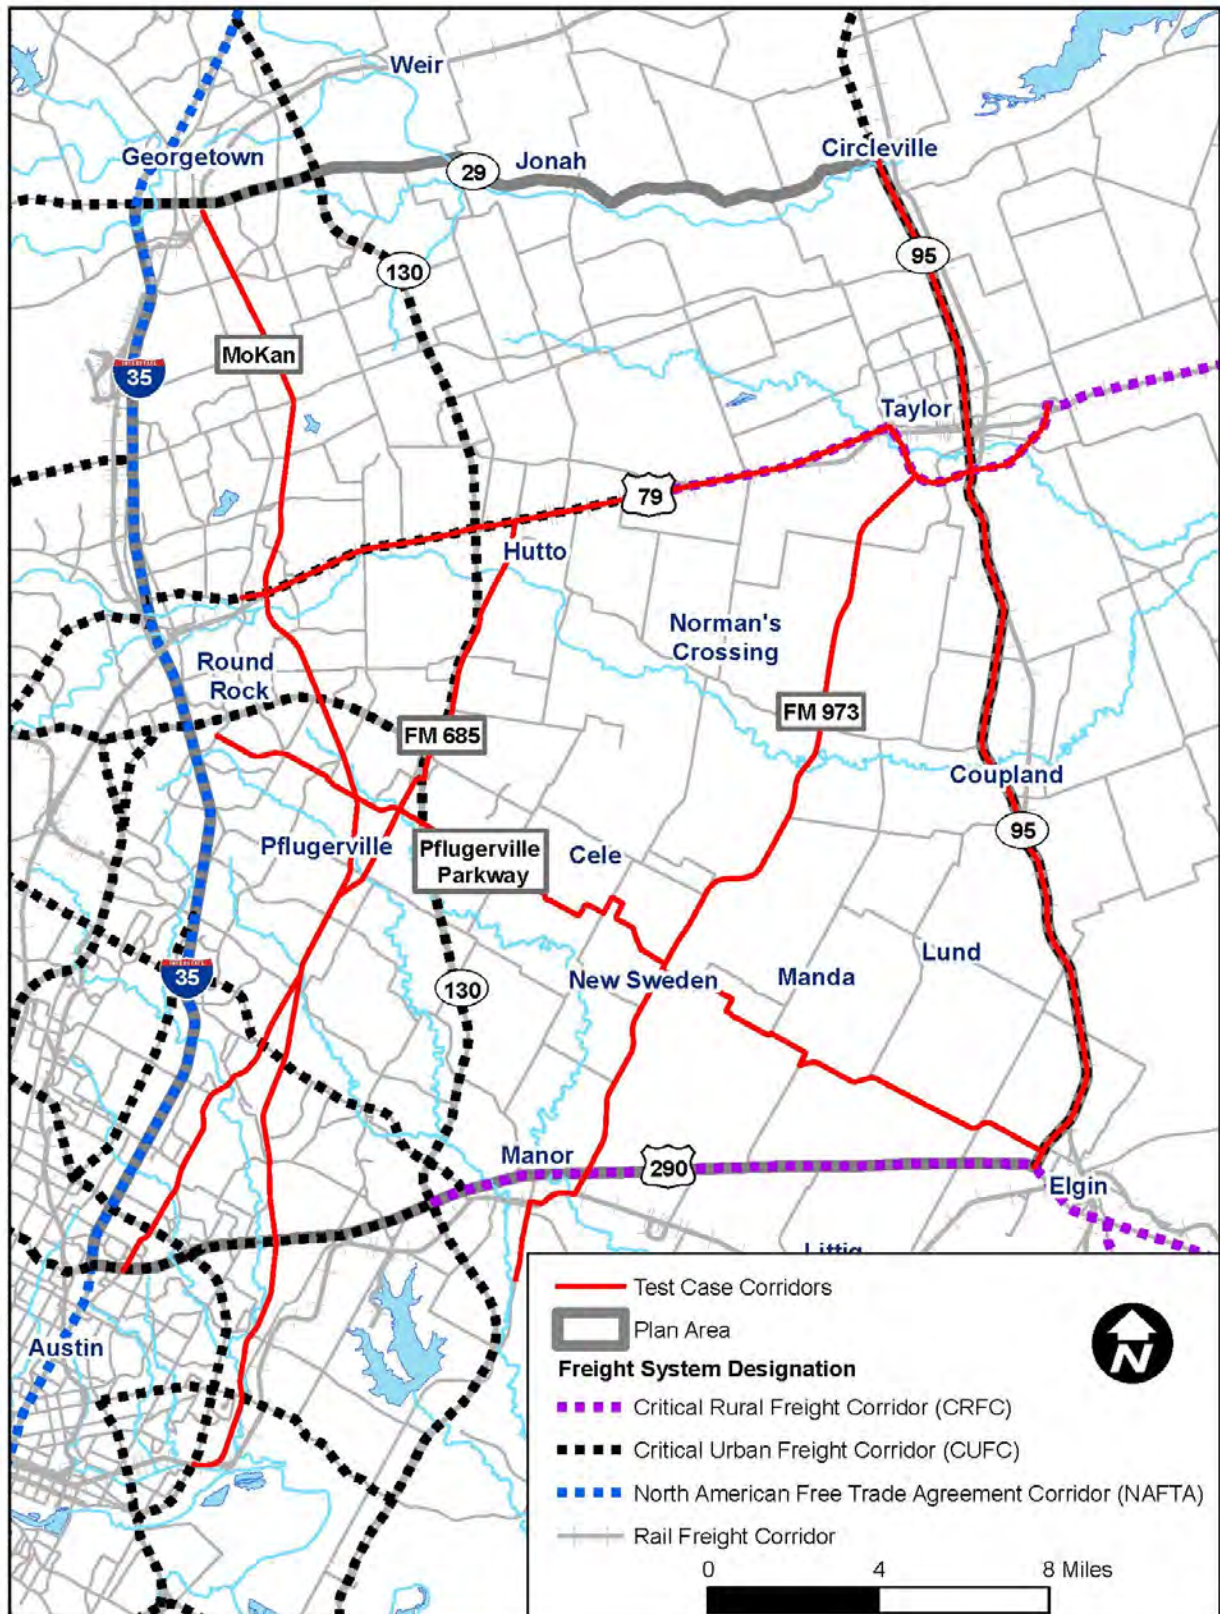 Weir
Georgetown
Jonah
Circleville
29
95
130
MoKan
INTERSTATE
35
Taylor
79
Hutto
Norman's
Crossing
Round
Rock
FM 973
FM 685
Coupland
95
Pflugerville
Pflugerville
Parkway
Cele
Lund
35
New Sweden
Manda
130
Manor
290
Elgin
Littig
Austin
Test Case Corridors
Plan Area
N
Freight System Designation
Critical Rural Freight Corridor (CRFC)
Critical Urban Freight Corridor (CUFC)
North American Free Trade Agreement Corridor (NAFTA)
Rail Freight Corridor
0 4 8 Miles